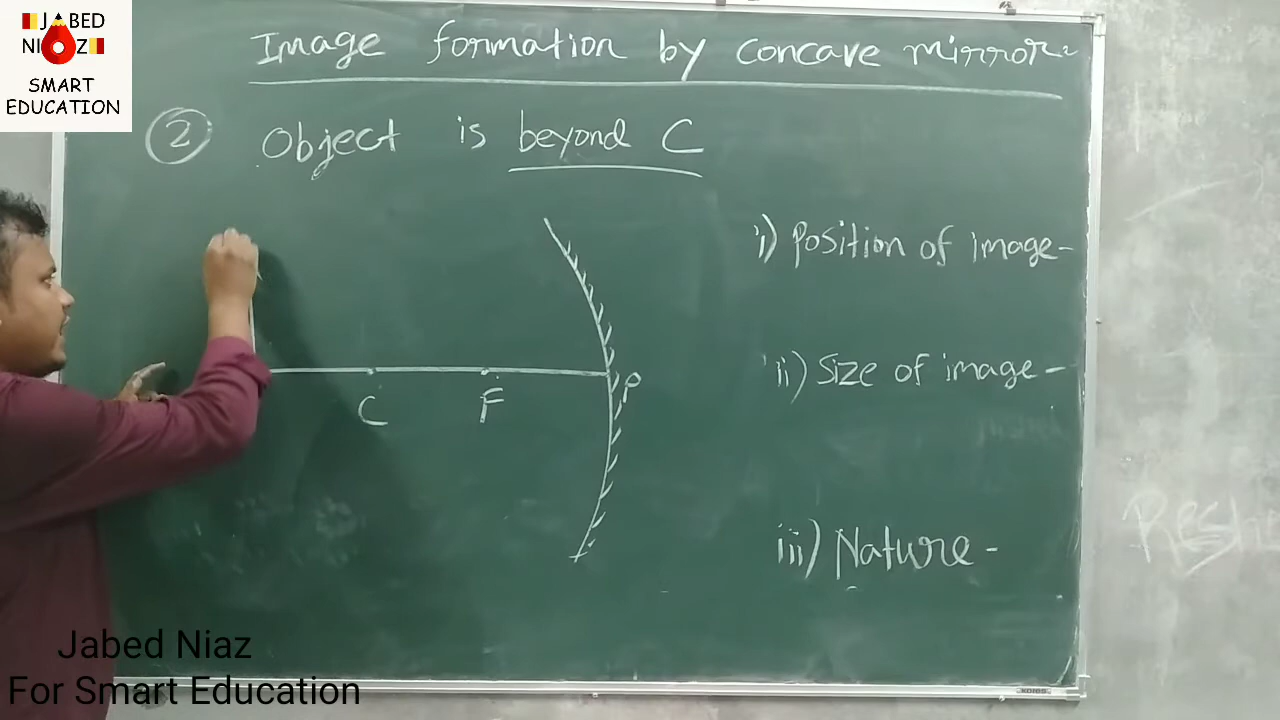 JABED
NIAZ
SMART
EDUCATION
Image formation by concave mirror
2 Object is beyond C
i) Position of image-
C F P
ii) Size of image-
iii) Nature-
Jabed Niaz
For Smart Education